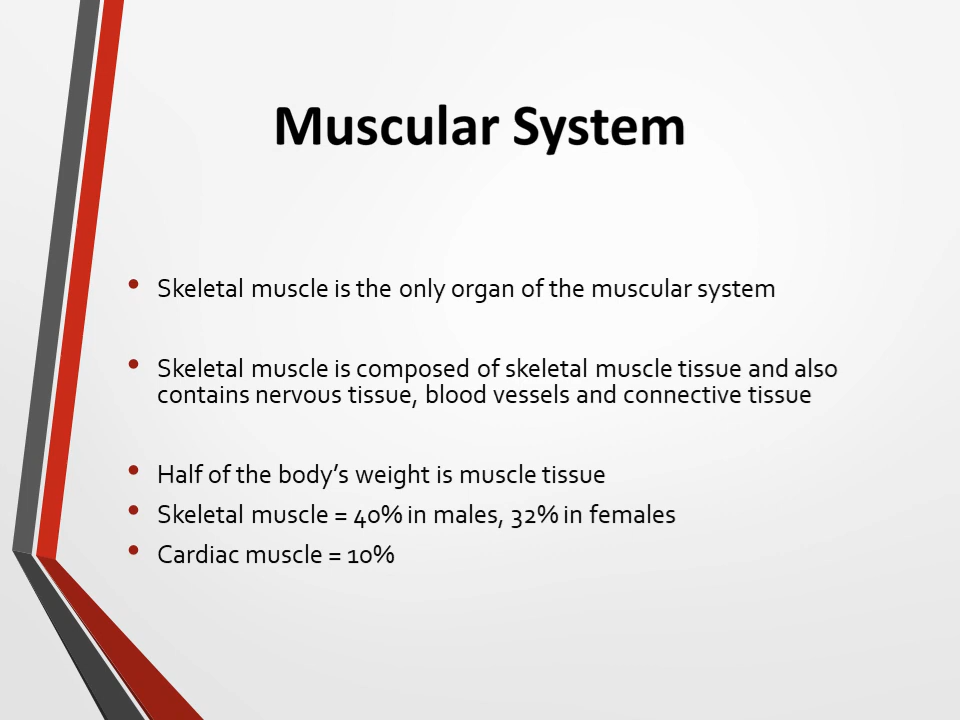 Muscular System
• Skeletal muscle is the only organ of the muscular system
• Skeletal muscle is composed of skeletal muscle tissue and also
contains nervous tissue, blood vessels and connective tissue
• Half of the body’s weight is muscle tissue
• Skeletal muscle = 40% in males, 32% in females
• Cardiac muscle = 10%